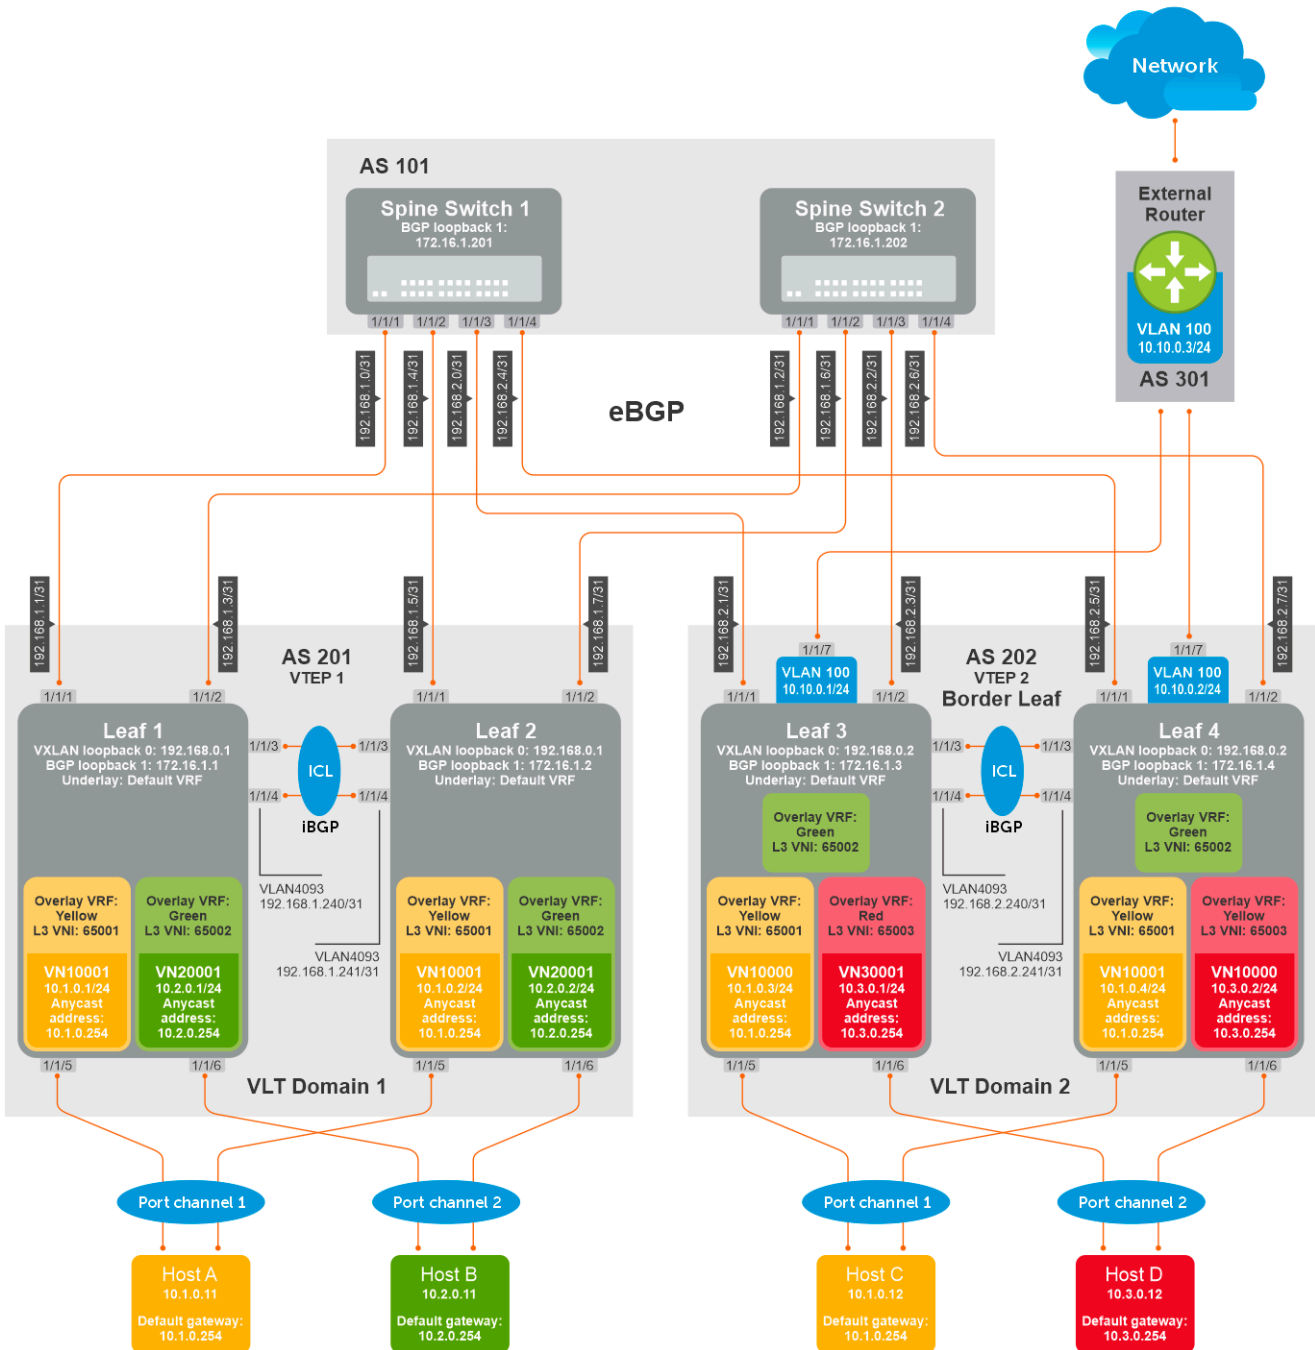 Network
AS 101
Spine Switch 1
BGP loopback 1:
172.16.1.201
1/1/1
1/1/2
1/1/3
1/1/4
Spine Switch 2
BGP loopback 1:
172.16.1.202
1/1/1
1/1/2
1/1/3
1/1/4
External
Router
VLAN 100
10.10.0.3/24
AS 301
192.168.1.0/31
192.168.1.4/31
192.168.2.0/31
192.168.2.4/31
eBGP
192.168.1.2/31
192.168.1.6/31
192.168.2.2/31
192.168.2.6/31
192.168.1.1/31
192.168.1.3/31
192.168.1.5/31
192.168.1.7/31
192.168.2.1/31
192.168.2.3/31
192.168.2.5/31
192.168.2.7/31
AS 201
VTEP 1
1/1/1
1/1/2
Leaf 1
VXLAN loopback 0: 192.168.0.1
BGP loopback 1: 172.16.1.1
Underlay: Default VRF
Overlay VRF:
Yellow
L3 VNI: 65001
VN10001
10.1.0.1/24
Anycast
address:
10.1.0.254
Overlay VRF:
Green
L3 VNI: 65002
VN20001
10.2.0.1/24
Anycast
address:
10.2.0.254
1/1/5
1/1/6
1/1/3
1/1/3
ICL
1/1/4
1/1/4
iBGP
VLAN4093
192.168.1.240/31
VLAN4093
192.168.1.241/31
1/1/1
1/1/2
Leaf 2
VXLAN loopback 0: 192.168.0.1
BGP loopback 1: 172.16.1.2
Underlay: Default VRF
Overlay VRF:
Yellow
L3 VNI: 65001
VN10001
10.1.0.2/24
Anycast
address:
10.1.0.254
Overlay VRF:
Green
L3 VNI: 65002
VN20001
10.2.0.2/24
Anycast
address:
10.2.0.254
1/1/5
1/1/6
VLT Domain 1
AS 202
VTEP 2
Border Leaf
1/1/7
VLAN 100
10.10.0.1/24
1/1/1
1/1/2
Leaf 3
VXLAN loopback 0: 192.168.0.2
BGP loopback 1: 172.16.1.3
Underlay: Default VRF
Overlay VRF:
Green
L3 VNI: 65002
Overlay VRF:
Yellow
L3 VNI: 65001
VN10000
10.1.0.3/24
Anycast
address:
10.1.0.254
Overlay VRF:
Red
L3 VNI: 65003
VN30001
10.3.0.1/24
Anycast
address:
10.3.0.254
1/1/5
1/1/6
1/1/3
1/1/3
ICL
1/1/4
1/1/4
iBGP
VLAN4093
192.168.2.240/31
VLAN4093
192.168.2.241/31
1/1/7
VLAN 100
10.10.0.2/24
1/1/1
1/1/2
Leaf 4
VXLAN loopback 0: 192.168.0.2
BGP loopback 1: 172.16.1.4
Underlay: Default VRF
Overlay VRF:
Green
L3 VNI: 65002
Overlay VRF:
Yellow
L3 VNI: 65001
VN10001
10.1.0.4/24
Anycast
address:
10.1.0.254
Overlay VRF:
Yellow
L3 VNI: 65003
VN10000
10.3.0.2/24
Anycast
address:
10.3.0.254
1/1/5
1/1/6
VLT Domain 2
Port channel 1
Port channel 2
Port channel 1
Port channel 2
Host A
10.1.0.11
Default gateway:
10.1.0.254
Host B
10.2.0.11
Default gateway:
10.2.0.254
Host C
10.1.0.12
Default gateway:
10.1.0.254
Host D
10.3.0.12
Default gateway:
10.3.0.254